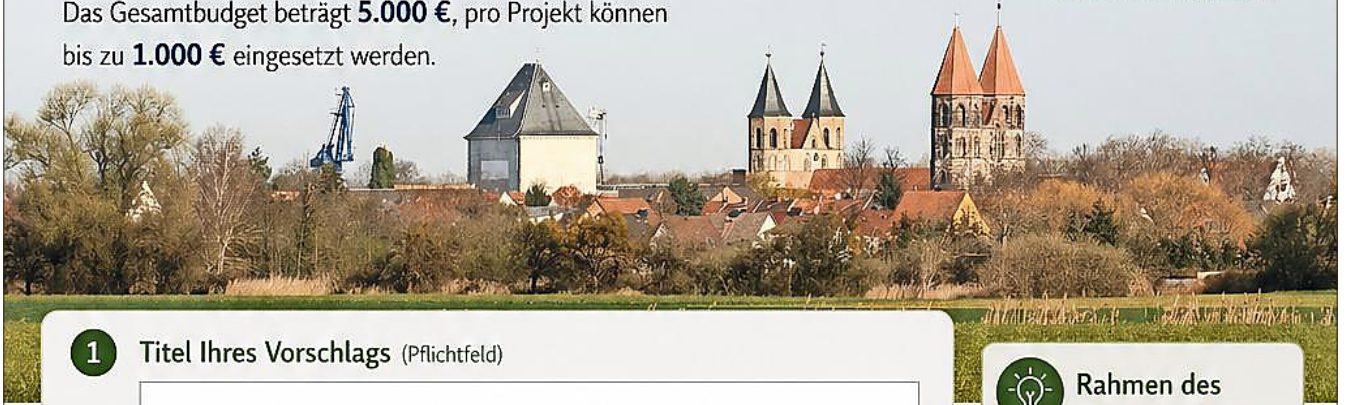 Das Gesamtbudget beträgt 5.000 €, pro Projekt können
bis zu 1.000 € eingesetzt werden.
1 Titel Ihres Vorschlags (Pflichtfeld)
Rahmen des